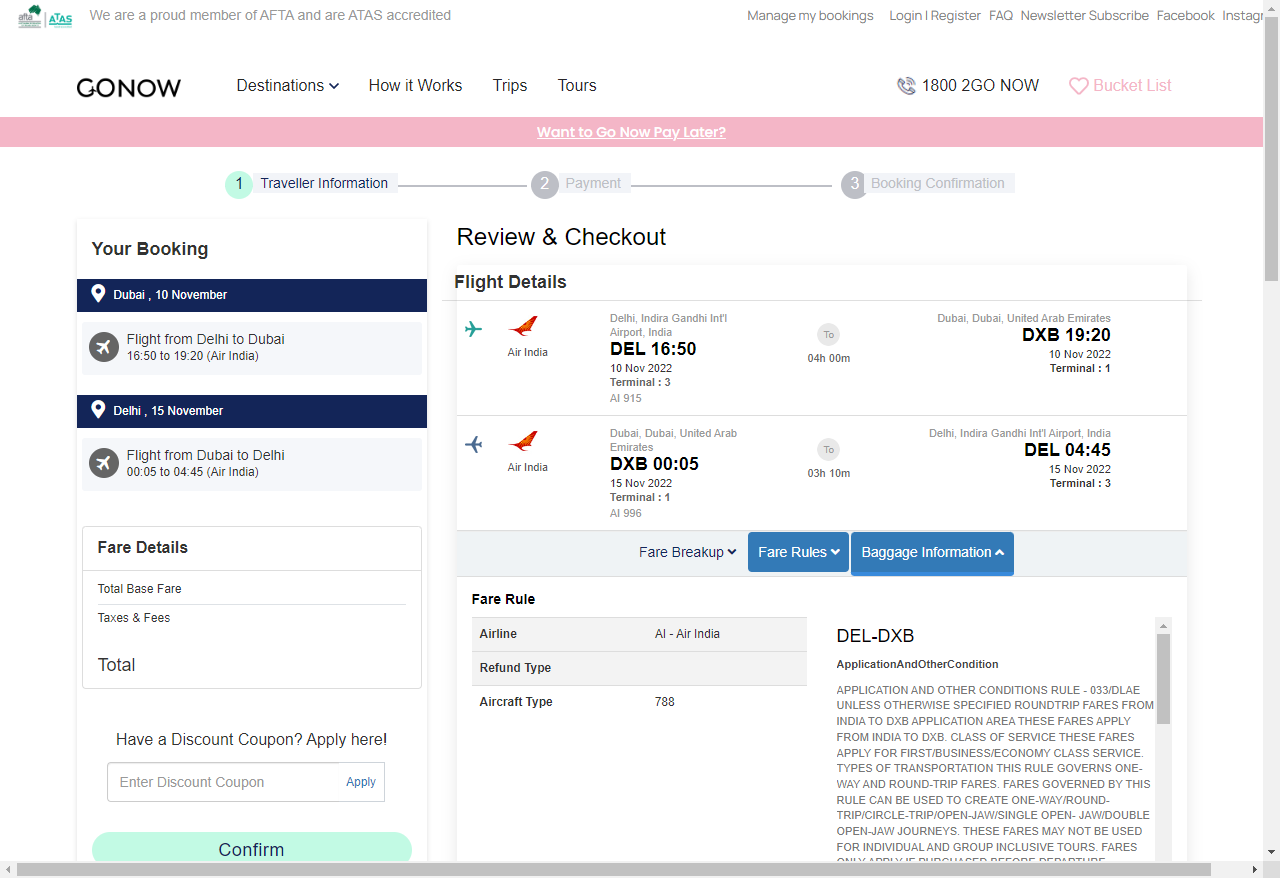 afta
ATAS
We are a proud member of AFTA and are ATAS accredited
Manage my bookings
Login | Register
FAQ
Newsletter Subscribe
Facebook
Instagr
GONOW
Destinations
How it Works
Trips
Tours
1800 2GO NOW
Bucket List
Want to Go Now Pay Later?
1 Traveller Information
2 Payment
3 Booking Confirmation
Your Booking
Dubai , 10 November
Flight from Delhi to Dubai
16:50 to 19:20 (Air India)
Delhi , 15 November
Flight from Dubai to Delhi
00:05 to 04:45 (Air India)
Fare Details
Total Base Fare
Taxes & Fees
Total
Have a Discount Coupon? Apply here!
Enter Discount Coupon
Apply
Confirm
Review & Checkout
Flight Details
Air India
Delhi, Indira Gandhi Int'l
Airport, India
DEL 16:50
10 Nov 2022
Terminal : 3
AI 915
To
04h 00m
Dubai, Dubai, United Arab Emirates
DXB 19:20
10 Nov 2022
Terminal : 1
Air India
Dubai, Dubai, United Arab
Emirates
DXB 00:05
15 Nov 2022
Terminal : 1
AI 996
To
03h 10m
Delhi, Indira Gandhi Int'l Airport, India
DEL 04:45
15 Nov 2022
Terminal : 3
Fare Breakup
Fare Rules
Baggage Information
Fare Rule
Airline AI - Air India
Refund Type
Aircraft Type 788
DEL-DXB
ApplicationAndOtherCondition
APPLICATION AND OTHER CONDITIONS RULE - 033/DLAE
UNLESS OTHERWISE SPECIFIED ROUNDTRIP FARES FROM
INDIA TO DXB APPLICATION AREA THESE FARES APPLY
FROM INDIA TO DXB. CLASS OF SERVICE THESE FARES
APPLY FOR FIRST/BUSINESS/ECONOMY CLASS SERVICE.
TYPES OF TRANSPORTATION THIS RULE GOVERNS ONE-
WAY AND ROUND-TRIP FARES. FARES GOVERNED BY THIS
RULE CAN BE USED TO CREATE ONE-WAY/ROUND-
TRIP/CIRCLE-TRIP/OPEN-JAW/SINGLE OPEN- JAW/DOUBLE
OPEN-JAW JOURNEYS. THESE FARES MAY NOT BE USED
FOR INDIVIDUAL AND GROUP INCLUSIVE TOURS. FARES
ONLY APPLY IF PURCHASED BEFORE DEPARTURE